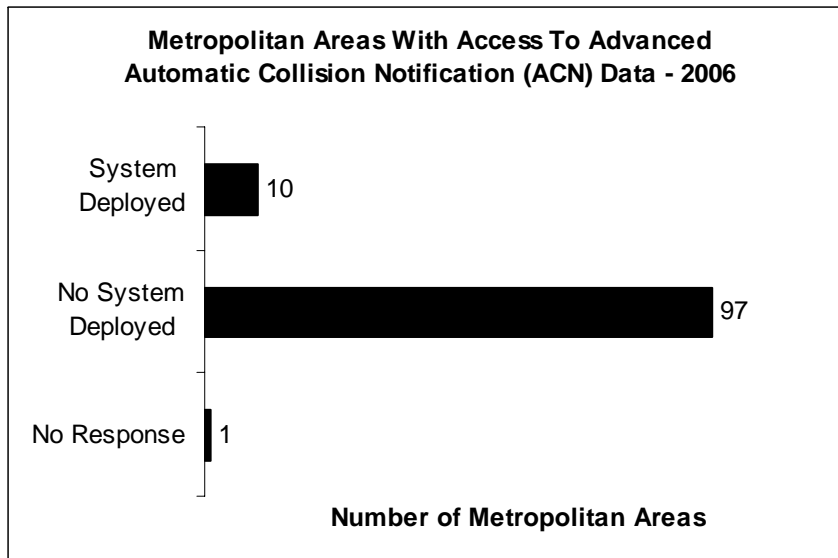 Metropolitan Areas With Access To Advanced
Automatic Collision Notification (ACN) Data - 2006
System
Deployed
10
No System
Deployed
97
No Response
1
Number of Metropolitan Areas